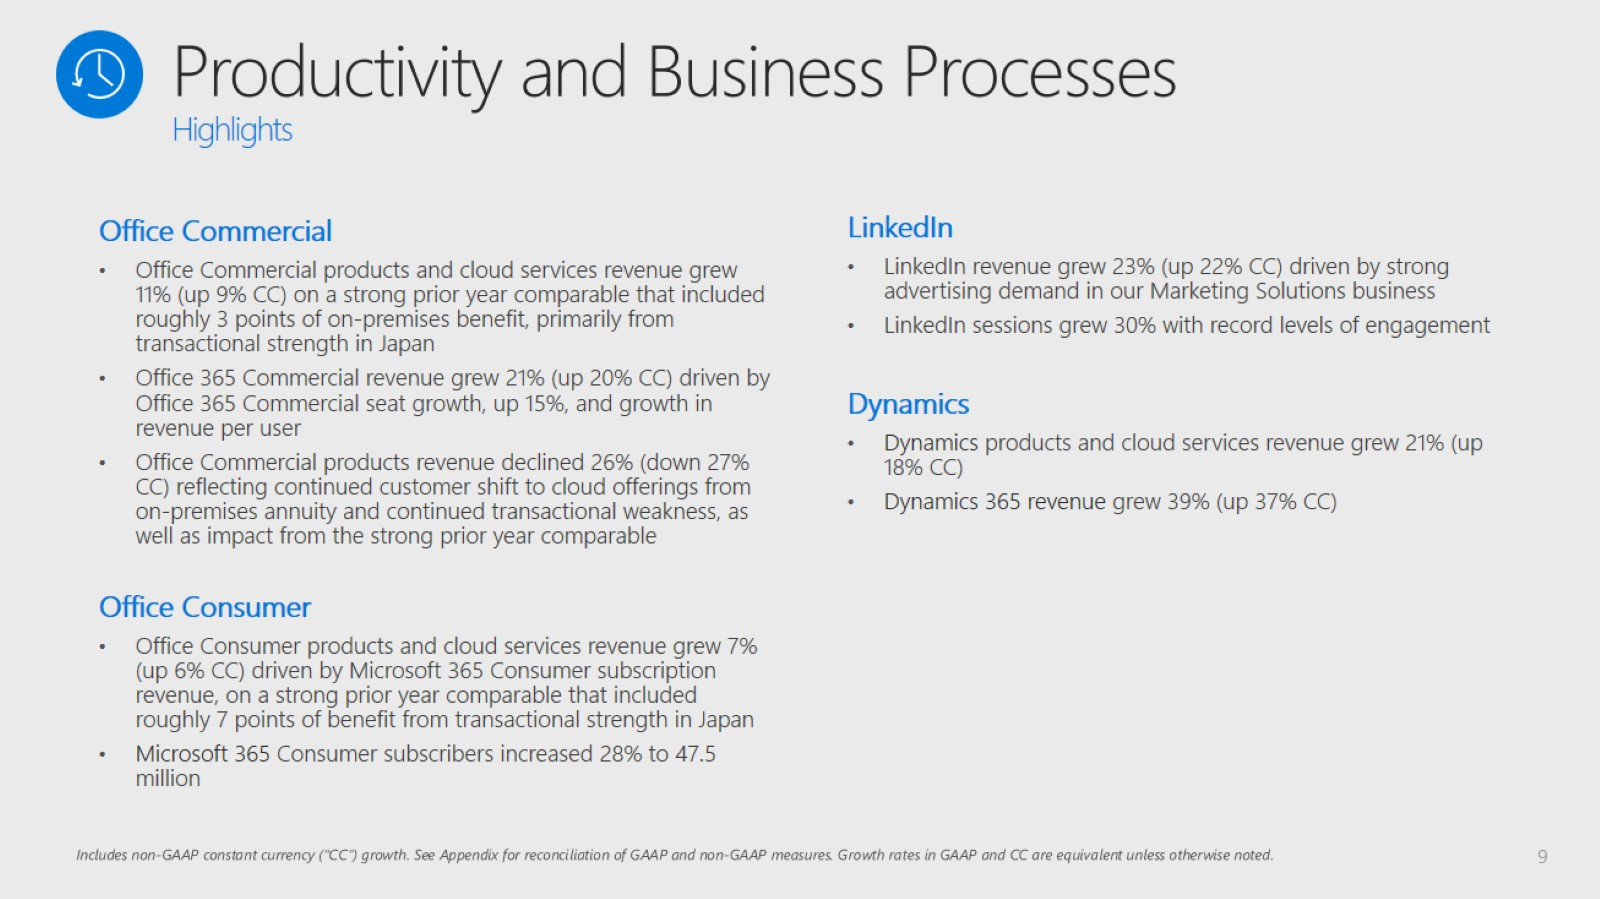 Productivity and Business Processes
Highlights
Office Commercial
• Office Commercial products and cloud services revenue grew
11% (up 9% CC) on a strong prior year comparable that included
roughly 3 points of on-premises benefit, primarily from
transactional strength in Japan
• Office 365 Commercial revenue grew 21% (up 20% CC) driven by
Office 365 Commercial seat growth, up 15%, and growth in
revenue per user
• Office Commercial products revenue declined 26% (down 27%
CC) reflecting continued customer shift to cloud offerings from
on-premises annuity and continued transactional weakness, as
well as impact from the strong prior year comparable
Office Consumer
• Office Consumer products and cloud services revenue grew 7%
(up 6% CC) driven by Microsoft 365 Consumer subscription
revenue, on a strong prior year comparable that included
roughly 7 points of benefit from transactional strength in Japan
• Microsoft 365 Consumer subscribers increased 28% to 47.5
million
LinkedIn
• LinkedIn revenue grew 23% (up 22% CC) driven by strong
advertising demand in our Marketing Solutions business
• LinkedIn sessions grew 30% with record levels of engagement
Dynamics
• Dynamics products and cloud services revenue grew 21% (up
18% CC)
• Dynamics 365 revenue grew 39% (up 37% CC)
Includes non-GAAP constant currency ("CC") growth. See Appendix for reconciliation of GAAP and non-GAAP measures. Growth rates in GAAP and CC are equivalent unless otherwise noted.
9